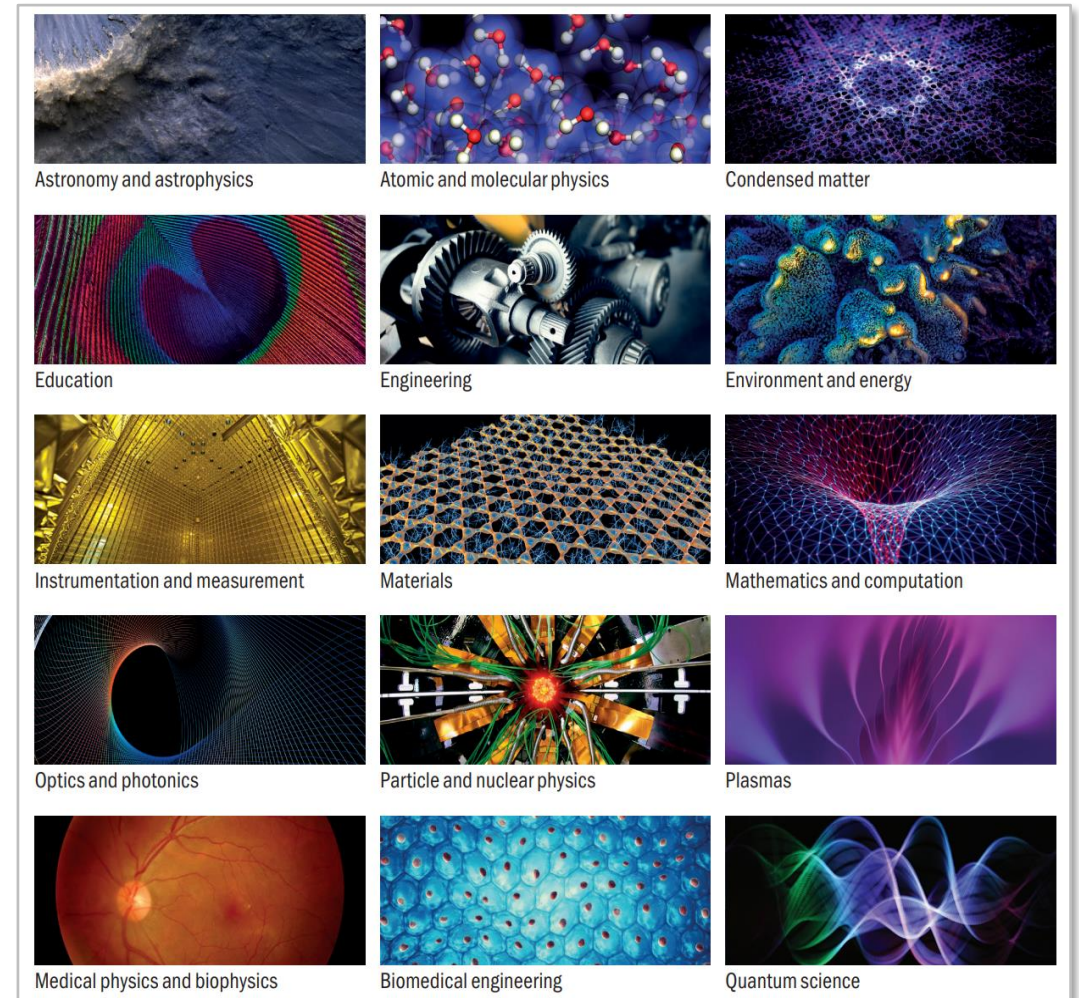 Astronomy and astrophysics
Atomic and molecular physics
Condensed matter
Education
Engineering
Environment and energy
Instrumentation and measurement
Materials
Mathematics and computation
Optics and photonics
Particle and nuclear physics
Plasmas
Medical physics and biophysics
Biomedical engineering
Quantum science